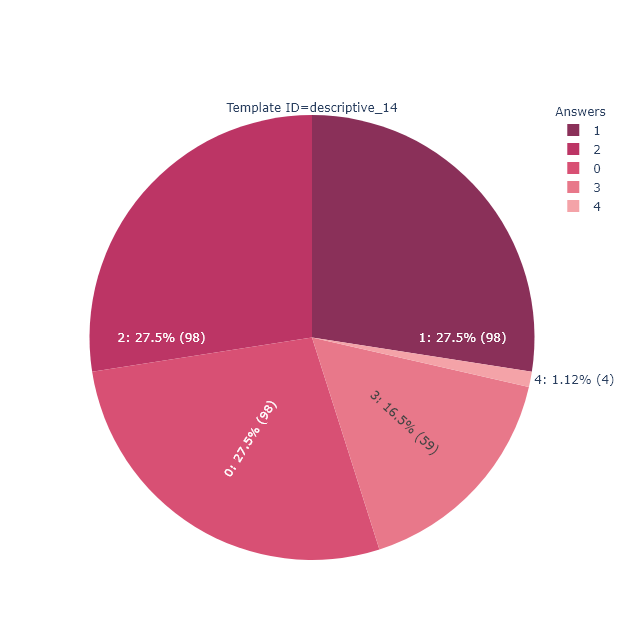 Template ID=descriptive_14
Answers
1
2
0
3
4
2: 27.5% (98)
1: 27.5% (98)
4: 1.12% (4)
3: 16.5% (59)
0: 27.5% (98)